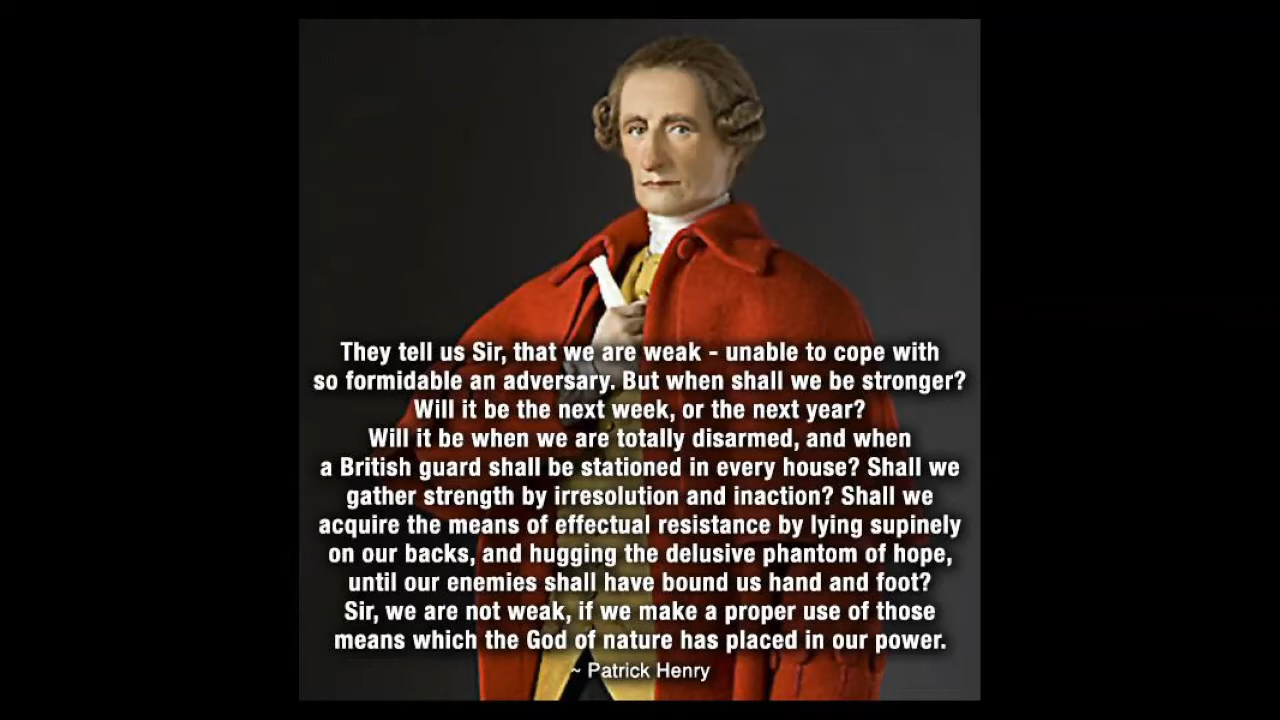 They tell us Sir, that we are weak - unable to cope with
so formidable an adversary. But when shall we be stronger?
Will it be the next week, or the next year?
Will it be when we are totally disarmed, and when
a British guard shall be stationed in every house? Shall we
gather strength by irresolution and inaction? Shall we
acquire the means of effectual resistance by lying supinely
on our backs, and hugging the delusive phantom of hope,
until our enemies shall have bound us hand and foot?
Sir, we are not weak, if we make a proper use of those
means which the God of nature has placed in our power.
~ Patrick Henry